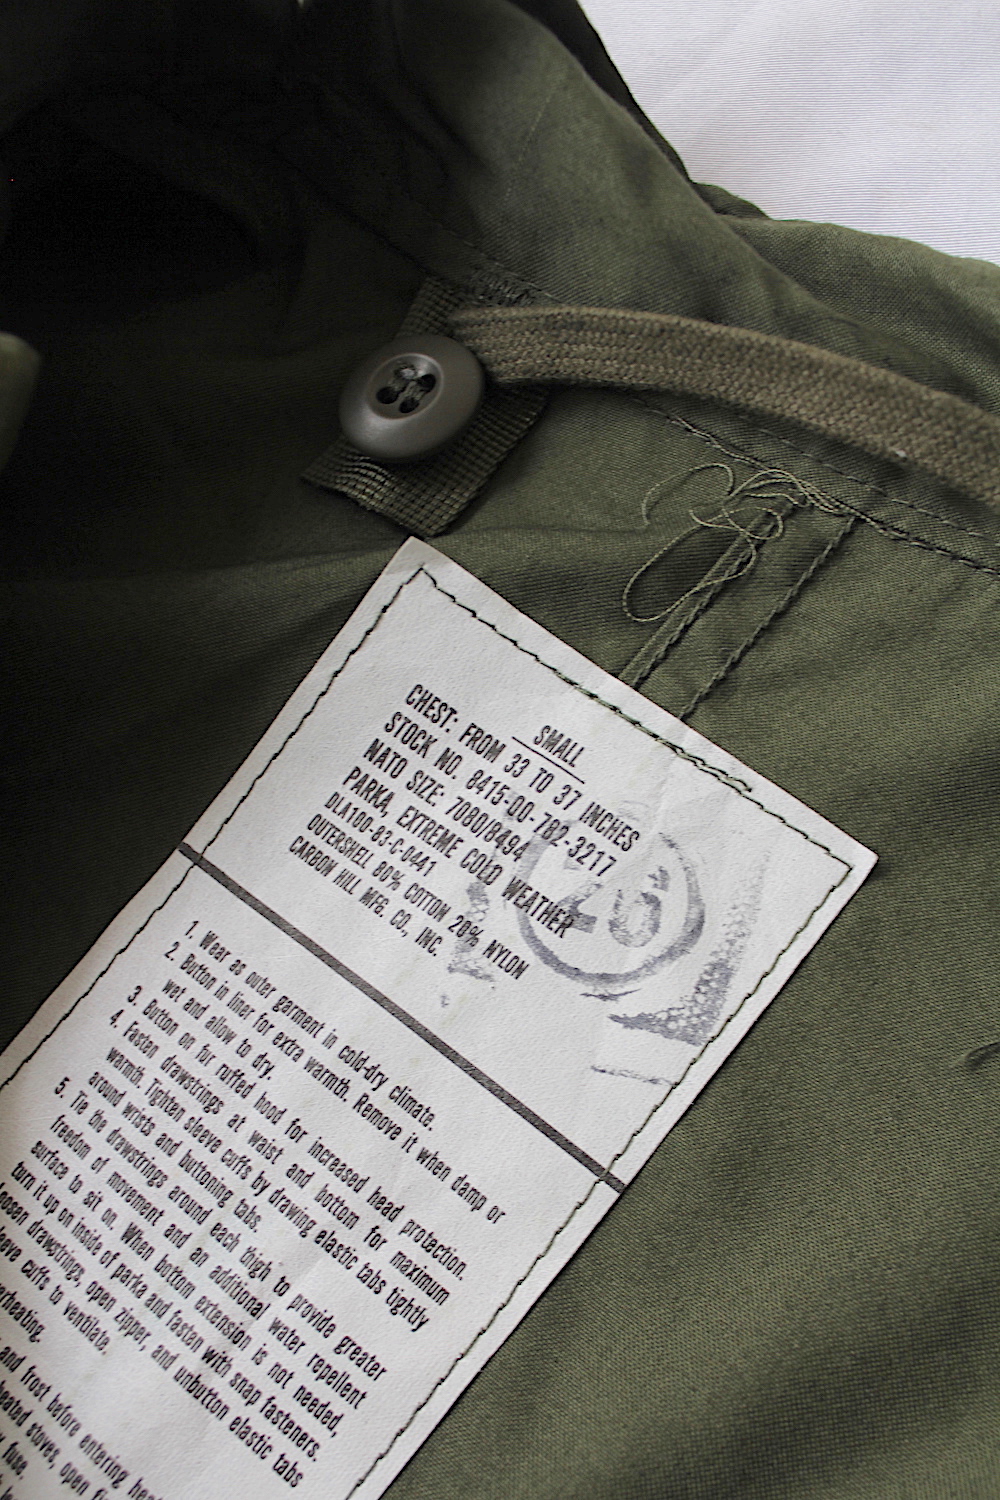 SMALL
CHEST: FROM 33 TO 37 INCHES
STOCK NO. 8415-00-782-3217
NATO SIZE: 7080/8494
PARKA, EXTREME COLD WEATHER
DLA100-83-C-0441
OUTERSHELL 80% COTTON 20% NYLON
CARBON HILL MFG. CO., INC.
1. Wear as outer garment in cold-dry climate.
2. Button in liner for extra warmth. Remove it when damp or
wet and allow to dry.
3. Button on fur ruffed hood for increased head protection.
4. Fasten drawstrings at waist and bottom for maximum
warmth. Tighten sleeve cuffs by drawing elastic tabs tightly
around wrists and buttoning tabs.
5. Tie the drawstrings around each thigh to provide greater
freedom of movement and an additional water repellent
surface to sit on. When bottom extension is not needed,
turn it up on inside of parka and fasten with snap fasteners.
drawstrings, open zipper, and unbutton elastic tabs
cuffs to ventilate.
and frost before entering
stoves, open
fuse.